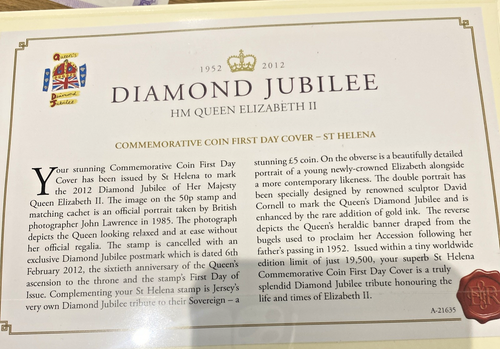 Queen's
Diamond
Jubilee
1952 2012
DIAMOND JUBILEE
HM QUEEN ELIZABETH II
COMMEMORATIVE COIN FIRST DAY COVER – ST HELENA
Your stunning Commemorative Coin First Day
Cover has been issued by St Helena to mark
the 2012 Diamond Jubilee of Her Majesty
Queen Elizabeth II. The image on the 50p stamp and
matching cachet is an official portrait taken by British
photographer John Lawrence in 1985. The photograph
depicts the Queen looking relaxed and at ease without
her official regalia. The stamp is cancelled with an
exclusive Diamond Jubilee postmark which is dated 6th
February 2012, the sixtieth anniversary of the Queen's
ascension to the throne and the stamp's First Day of
Issue. Complementing your St Helena stamp is Jersey's
very own Diamond Jubilee tribute to their Sovereign – a
stunning £5 coin. On the obverse is a beautifully detailed
portrait of a young newly-crowned Elizabeth alongside
a more contemporary likeness. The double portrait has
been specially designed by renowned sculptor David
Cornell to mark the Queen's Diamond Jubilee and is
enhanced by the rare addition of gold ink. The reverse
depicts the Queen's heraldic banner draped from the
bugels used to proclaim her Accession following her
father's passing in 1952. Issued within a tiny worldwide
edition limit of just 19,500, your superb St Helena
Commemorative Coin First Day Cover is a truly
splendid Diamond Jubilee tribute honouring the
life and times of Elizabeth II.
A-21635